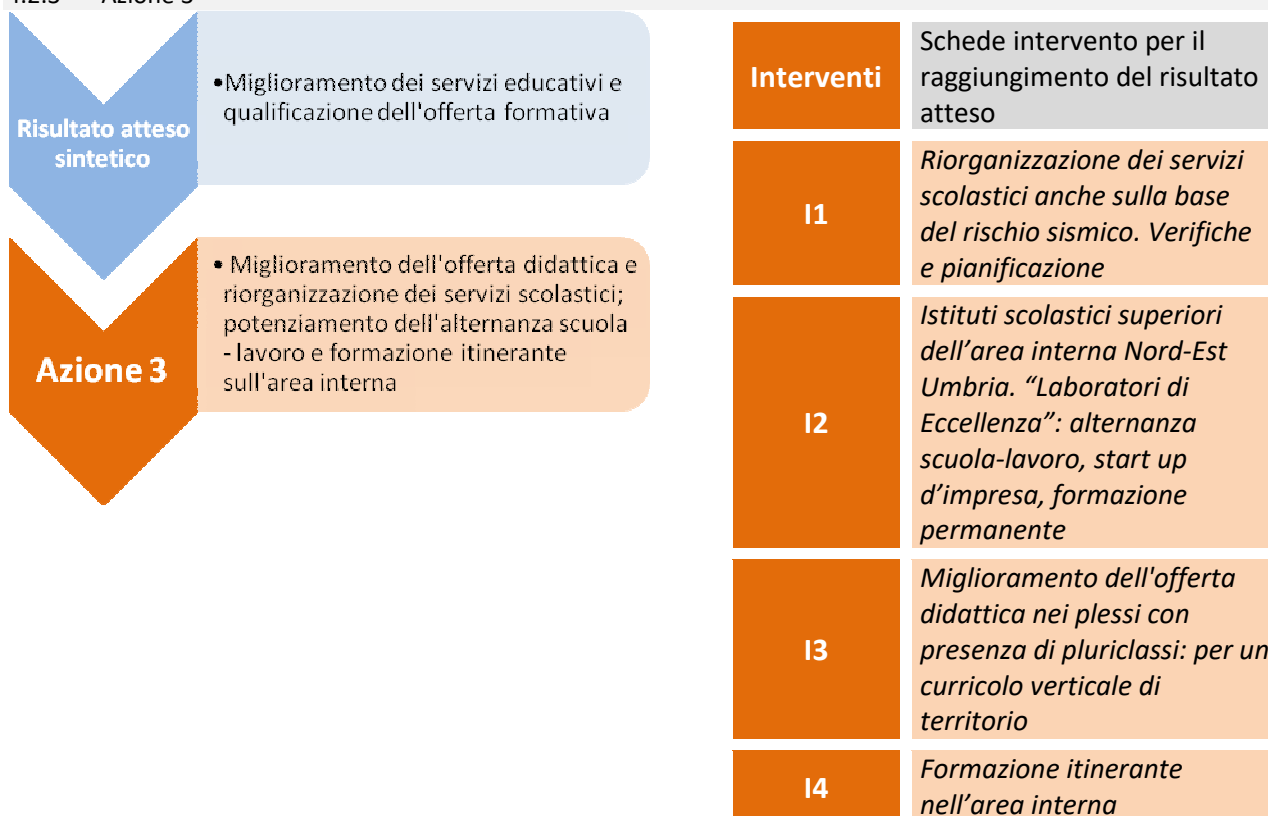 4.2.3 Azione 3
Risultato atteso
sintetico
•Miglioramento dei servizi educativi e
qualificazione dell'offerta formativa
Azione 3
• Miglioramento dell'offerta didattica e
riorganizzazione dei servizi scolastici;
potenziamento dell'alternanza scuola
- lavoro e formazione itinerante
sull'area interna
Interventi
Schede intervento per il
raggiungimento del risultato
atteso
I1
Riorganizzazione dei servizi
scolastici anche sulla base
del rischio sismico. Verifiche
e pianificazione
I2
Istituti scolastici superiori
dell’area interna Nord-Est
Umbria. “Laboratori di
Eccellenza”: alternanza
scuola-lavoro, start up
d’impresa, formazione
permanente
I3
Miglioramento dell'offerta
didattica nei plessi con
presenza di pluriclassi: per un
curricolo verticale di
territorio
I4
Formazione itinerante
nell’area interna